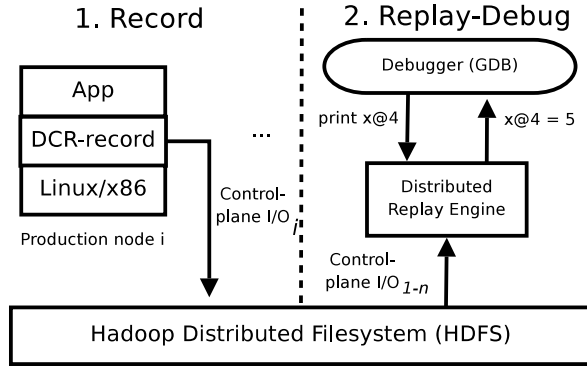 1. Record
App
DCR-record
Linux/x86
Production node i
...
Control-
plane I/O i
2. Replay-Debug
Debugger (GDB)
print x@4
x@4 = 5
Distributed
Replay Engine
Control-
plane I/O 1-n
Hadoop Distributed Filesystem (HDFS)